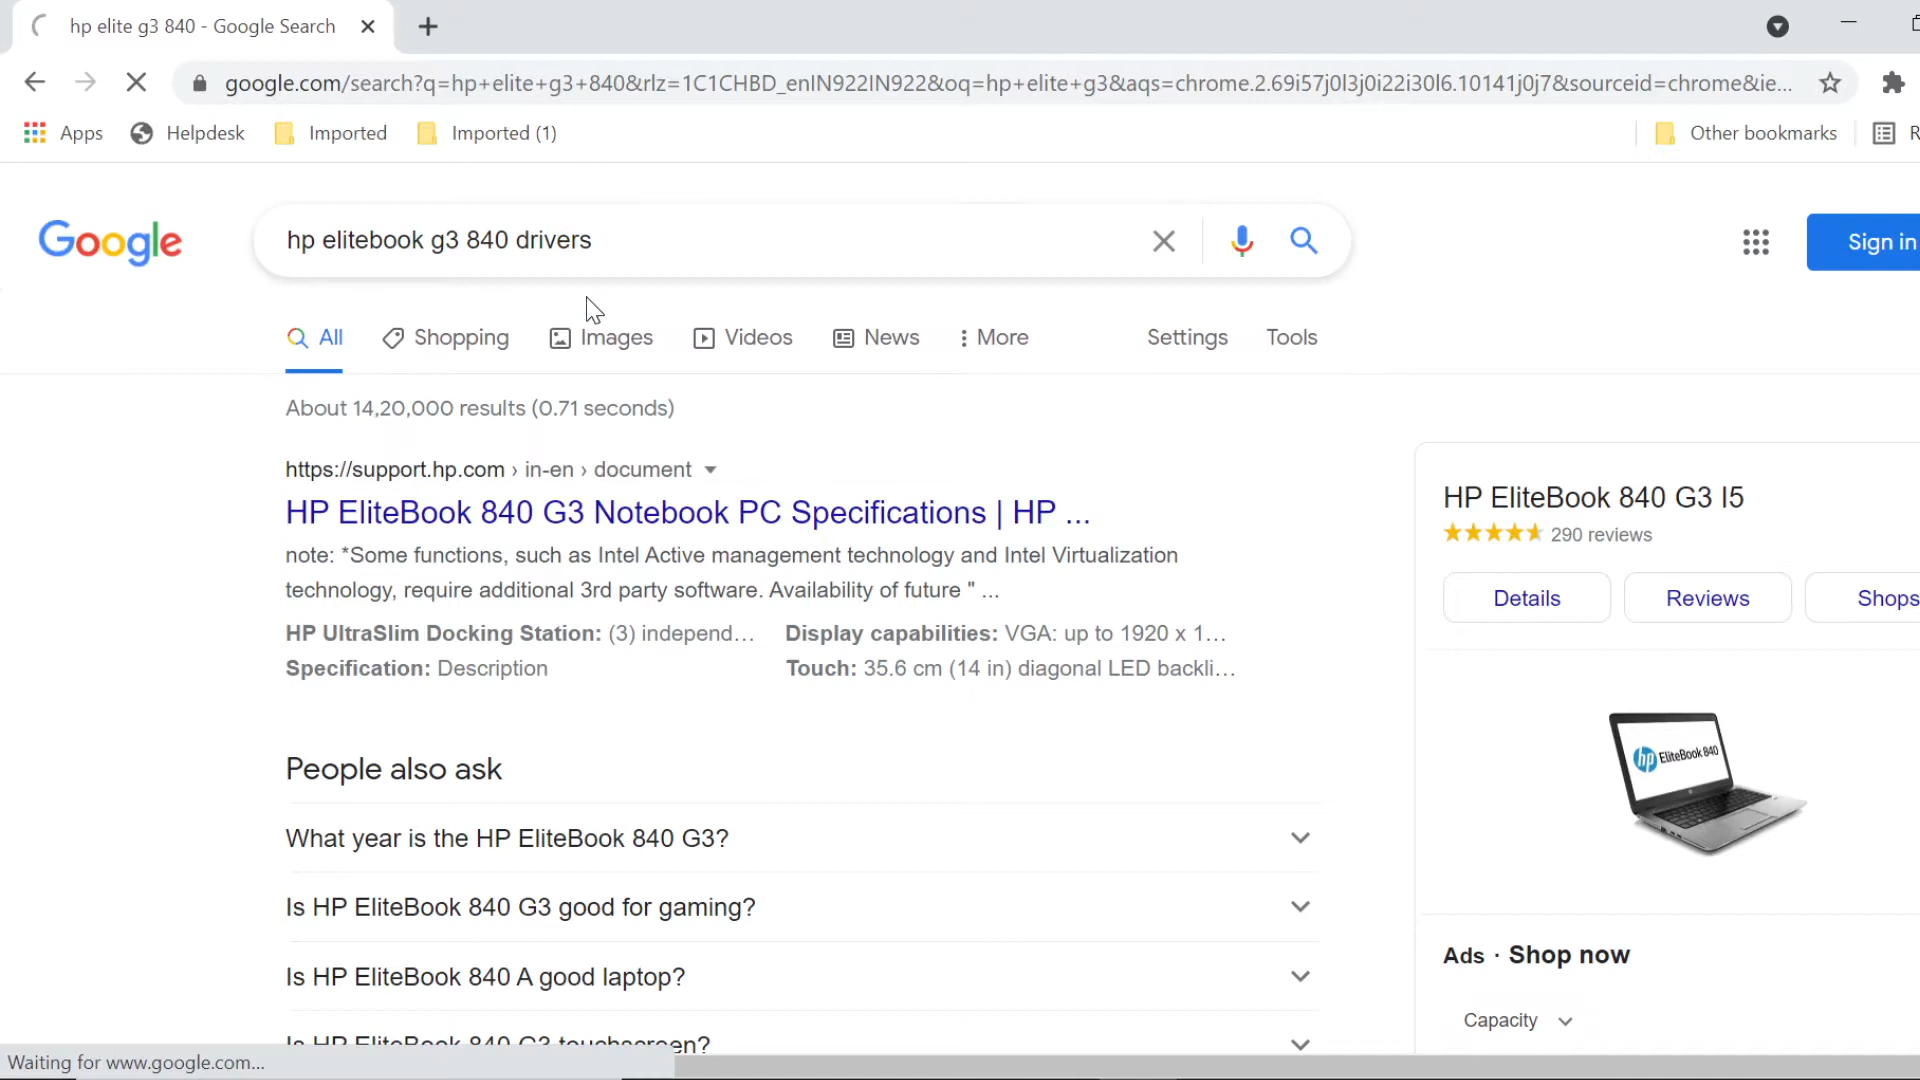 hp elite g3 840 - Google Search
google.com/search?q=hp+elite+g3+840&rlz=1C1CHBD_enIN922IN922&oq=hp+elite+g3&aqs=chrome.2.69i57j0l3j0i22i30l6.10141j0j7&sourceid=chrome&ie...
Apps Helpdesk Imported Imported (1) Other bookmarks
Google hp elitebook g3 840 drivers Sign in
All Shopping Images Videos News More Settings Tools
About 14,20,000 results (0.71 seconds)
https://support.hp.com › in-en › document
HP EliteBook 840 G3 Notebook PC Specifications | HP ...
note: *Some functions, such as Intel Active management technology and Intel Virtualization
technology, require additional 3rd party software. Availability of future " ...
HP UltraSlim Docking Station: (3) independ... Display capabilities: VGA: up to 1920 x 1...
Specification: Description Touch: 35.6 cm (14 in) diagonal LED backli...
People also ask
What year is the HP EliteBook 840 G3?
Is HP EliteBook 840 G3 good for gaming?
Is HP EliteBook 840 A good laptop?
Is HP EliteBook 840 G3 touchscreen?
HP EliteBook 840 G3 I5
290 reviews
Details Reviews Shops
hp EliteBook 840
Ads · Shop now
Capacity
Waiting for www.google.com...